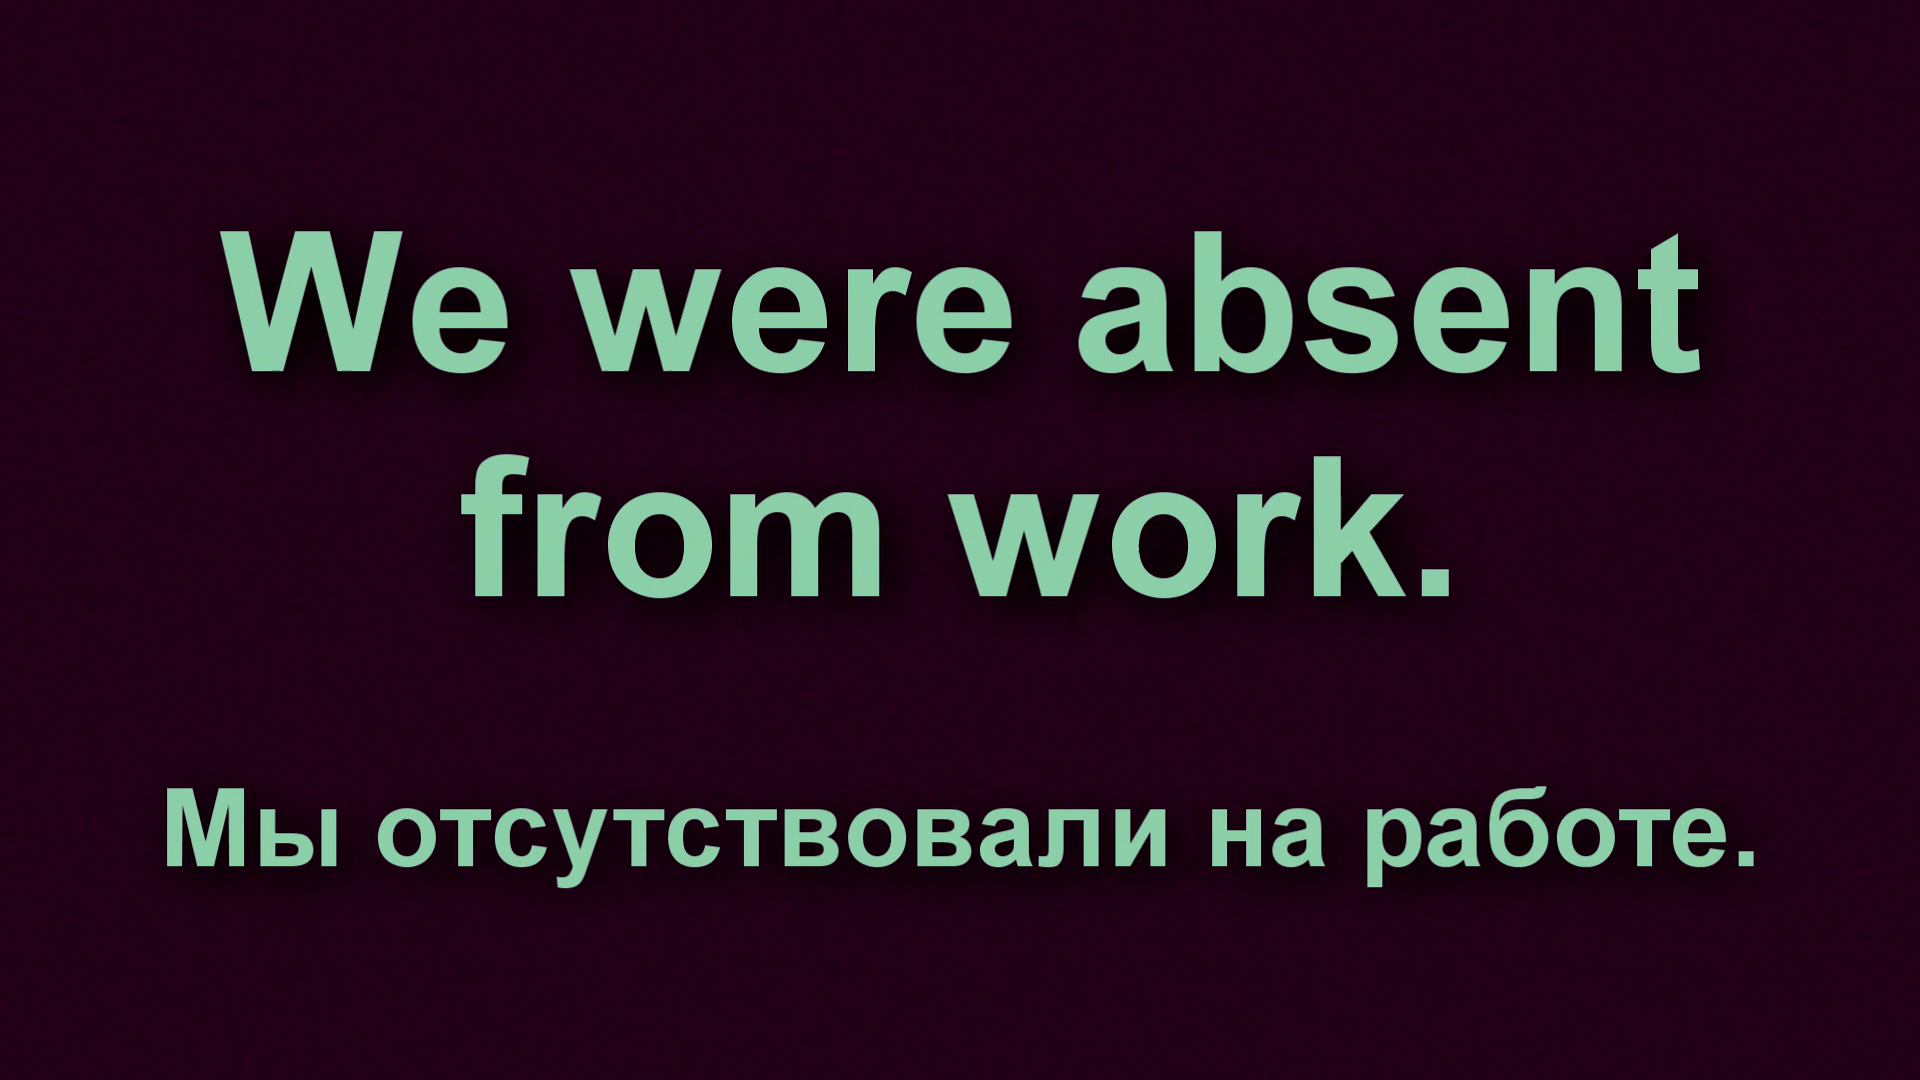 We were absent
from work.
Мы отсутствовали на работе.